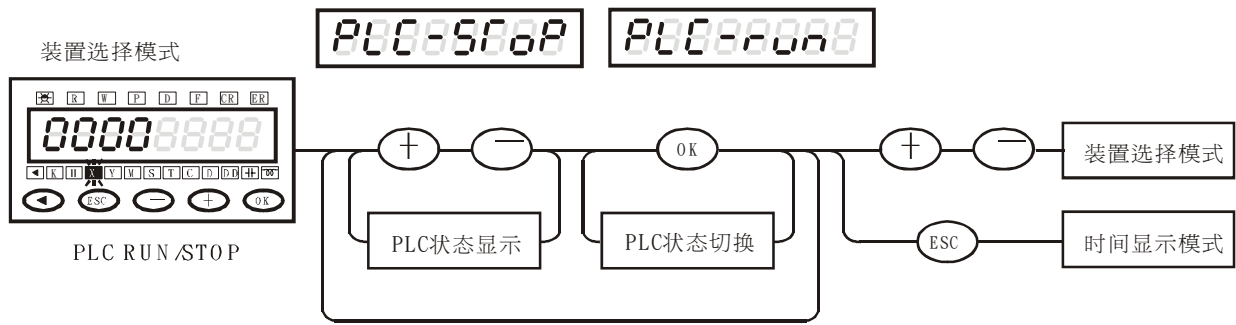 PLC-SToP PLC-run
装置选择模式
R W P D F CR ER
0000
◄ K H X Y M S T C D DD
◄ ESC − + OK
PLC RUN/STOP
+ − OK + − 装置选择模式
PLC状态显示 PLC状态切换 ESC 时间显示模式